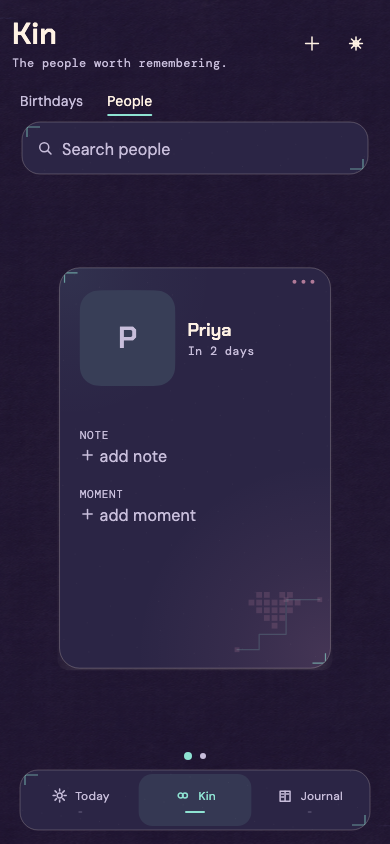 Kin
The people worth remembering.
Birthdays People
Search people
P
Priya
In 2 days
NOTE
+ add note
MOMENT
+ add moment
Today Kin Journal